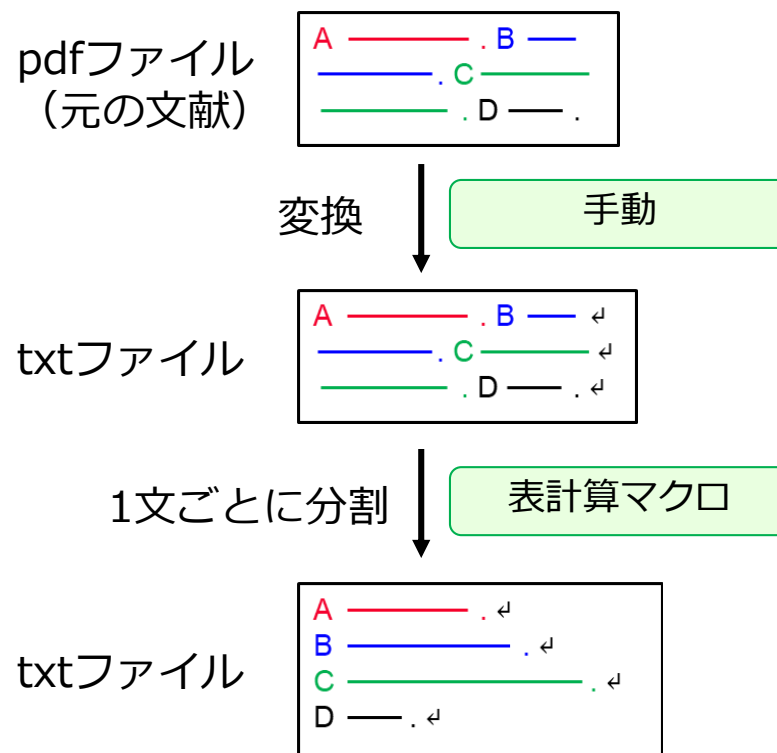 pdfファイル
（元の文献）
A . B
. C
. D .
変換
手動
txtファイル
A . B ↲
. C ↲
. D . ↲
1文ごとに分割
表計算マクロ
txtファイル
A . ↲
B . ↲
C . ↲
D . ↲